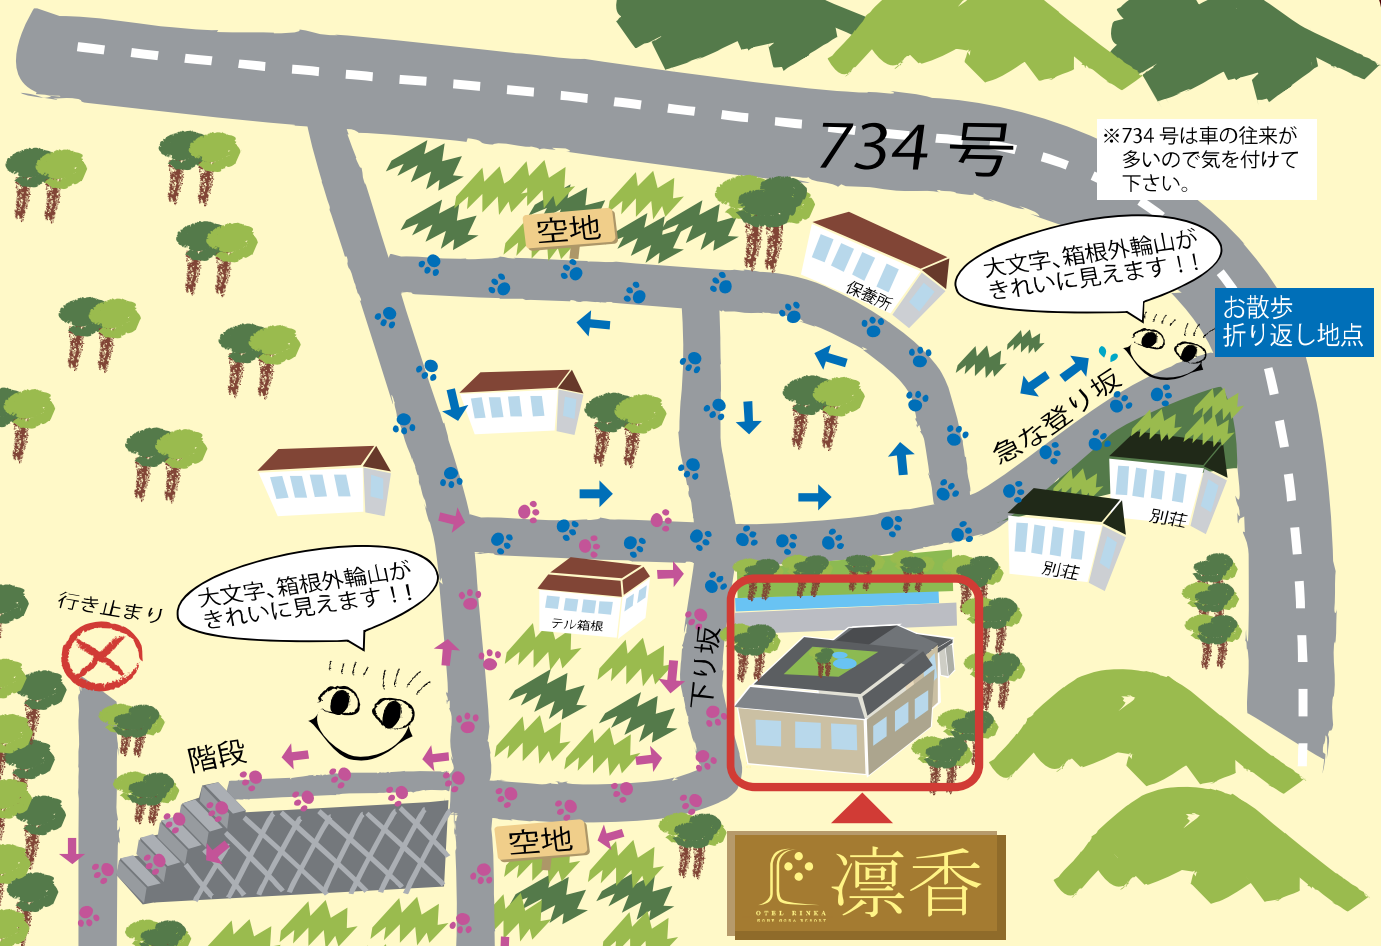 734 号
※734 号は車の往来が
多いので気を付けて
下さい。
空地
保養所
大文字、箱根外輪山が
きれいに見えます！！
お散歩
折り返し地点
急な登り坂
別荘
別荘
大文字、箱根外輪山が
きれいに見えます！！
行き止まり
テル箱根
下り坂
階段
空地
凛香
OTEL RINKA